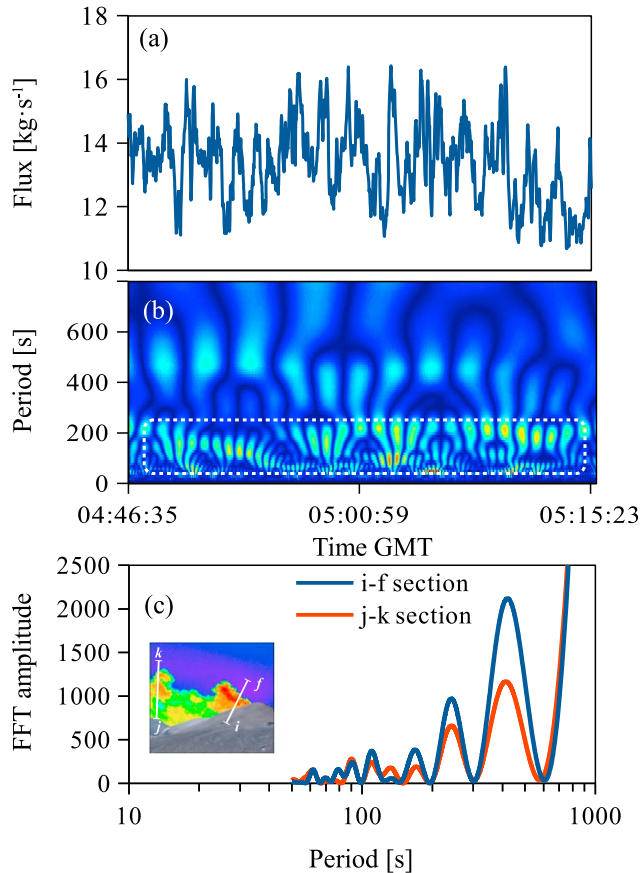 (a)
Flux [kg·s⁻¹]
18
16
14
12
10
(b)
Period [s]
600
400
200
0
04:46:35 05:00:59 05:15:23
Time GMT
(c)
i-f section
j-k section
FFT amplitude
2500
2000
1500
1000
500
0
k
f
j
i
10 100 1000
Period [s]